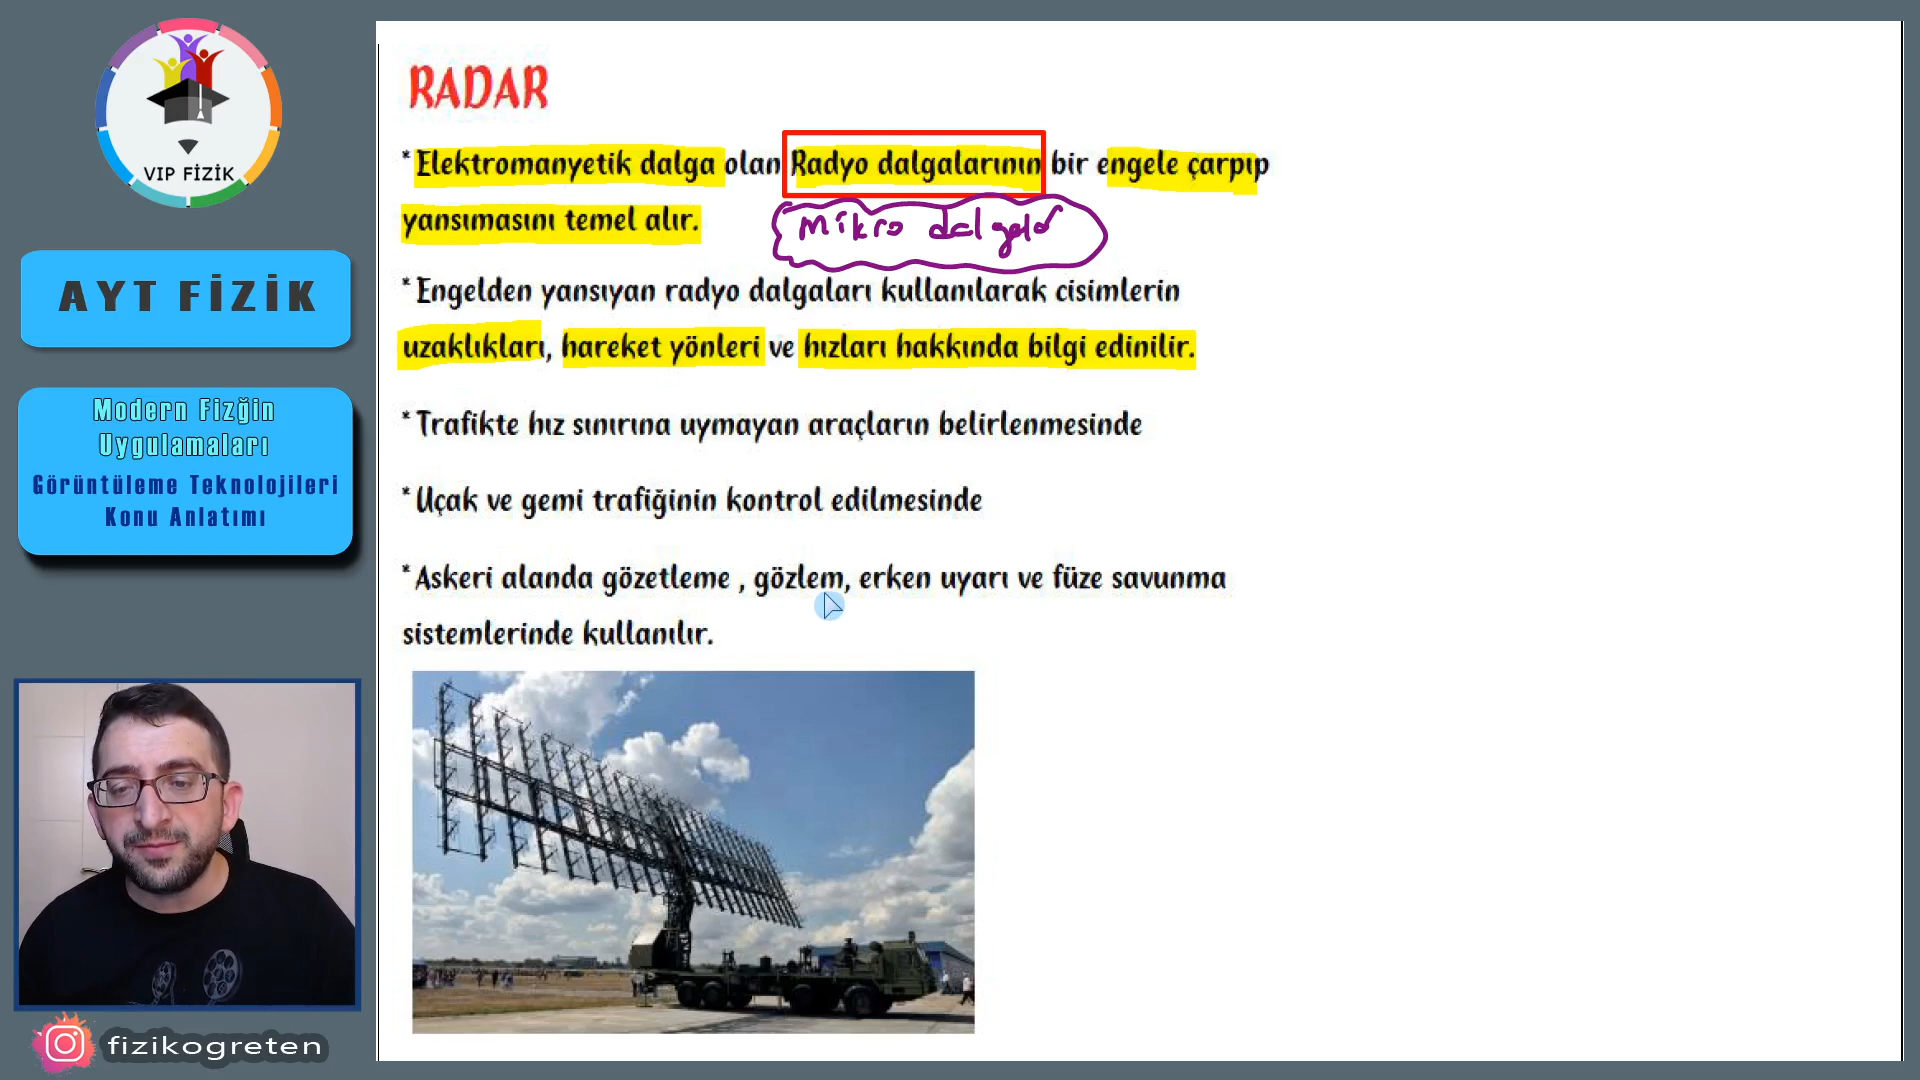 VIP FİZİK
AYT FİZİK
Modern Fizğin
Uygulamaları
Görüntüleme Teknolojileri
Konu Anlatımı
fizikogreten
RADAR
* Elektromanyetik dalga olan Radyo dalgalarının bir engele çarpıp
yansımasını temel alır.
Mikro dalgalar
* Engelden yansıyan radyo dalgaları kullanılarak cisimlerin
uzaklıkları, hareket yönleri ve hızları hakkında bilgi edinilir.
* Trafikte hız sınırına uymayan araçların belirlenmesinde
* Uçak ve gemi trafiğinin kontrol edilmesinde
* Askeri alanda gözetleme , gözlem, erken uyarı ve füze savunma
sistemlerinde kullanılır.